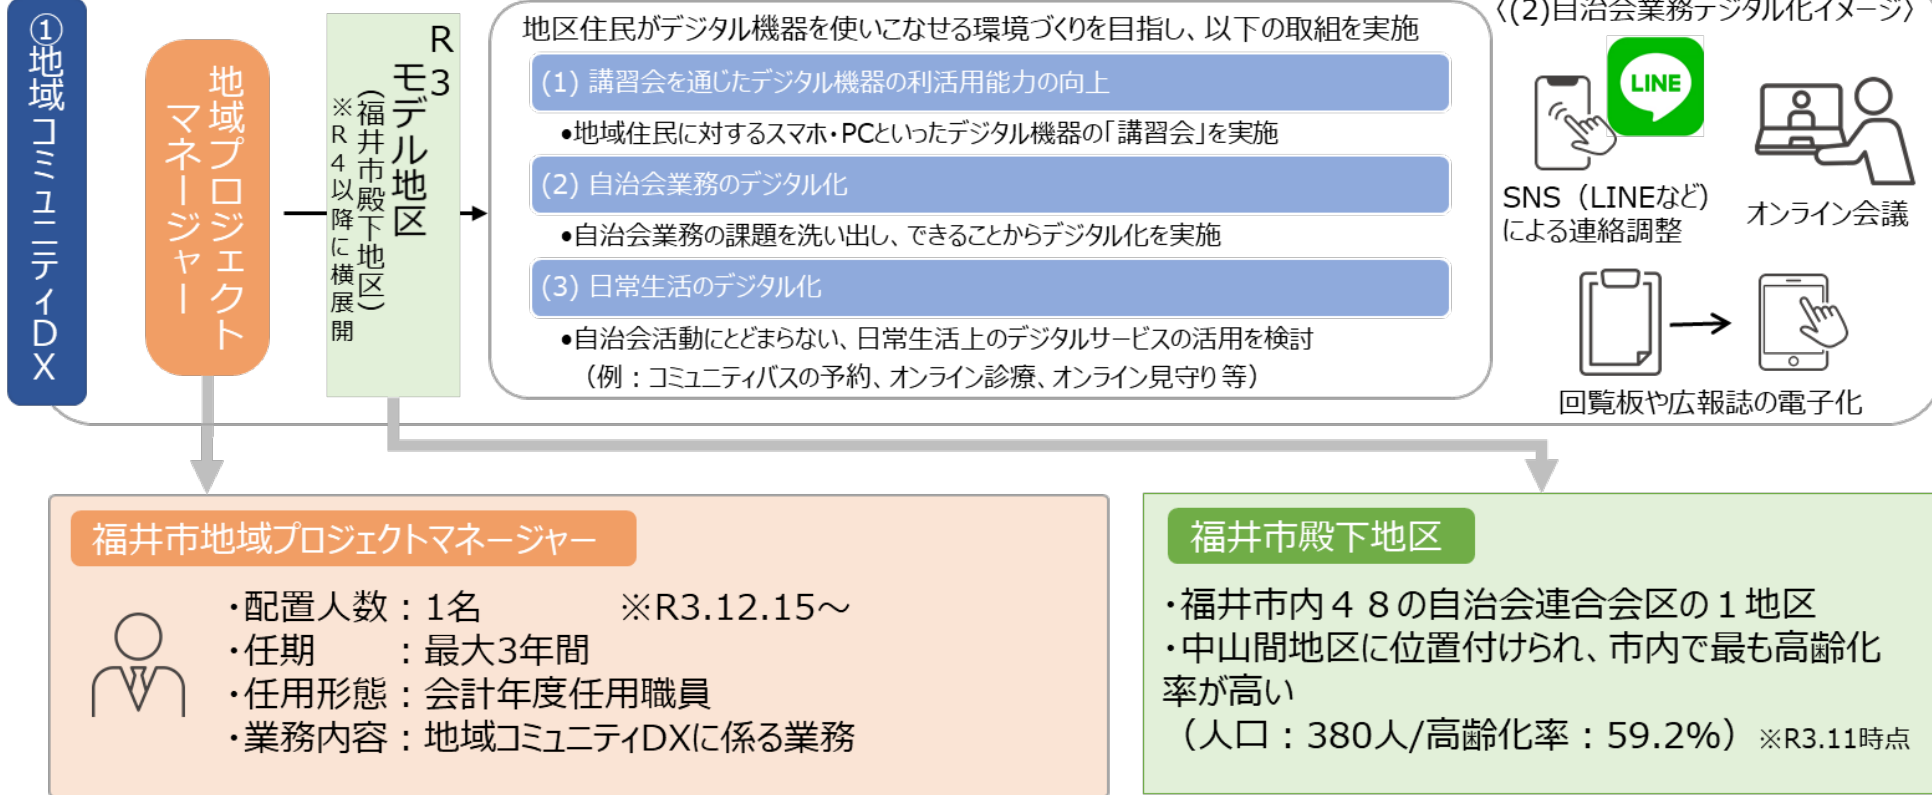 ①地域コミュニティDX
地域プロジェクト
マネージャー
R3
モデル地区
(福井市殿下地区)
※R4以降に横展開
地区住民がデジタル機器を使いこなせる環境づくりを目指し、以下の取組を実施
(1) 講習会を通じたデジタル機器の利活用能力の向上
•地域住民に対するスマホ・PCといったデジタル機器の「講習会」を実施
(2) 自治会業務のデジタル化
•自治会業務の課題を洗い出し、できることからデジタル化を実施
(3) 日常生活のデジタル化
•自治会活動にとどまらない、日常生活上のデジタルサービスの活用を検討
（例：コミュニティバスの予約、オンライン診療、オンライン見守り等）
〈(2)自治会業務デジタル化イメージ〉
LINE
SNS（LINEなど）
による連絡調整
オンライン会議
回覧板や広報誌の電子化
福井市地域プロジェクトマネージャー
・配置人数：1名 ※R3.12.15～
・任期 ：最大3年間
・任用形態：会計年度任用職員
・業務内容：地域コミュニティDXに係る業務
福井市殿下地区
・福井市内４８の自治会連合会区の１地区
・中山間地区に位置付けられ、市内で最も高齢化
率が高い
（人口：380人/高齢化率：59.2%）※R3.11時点